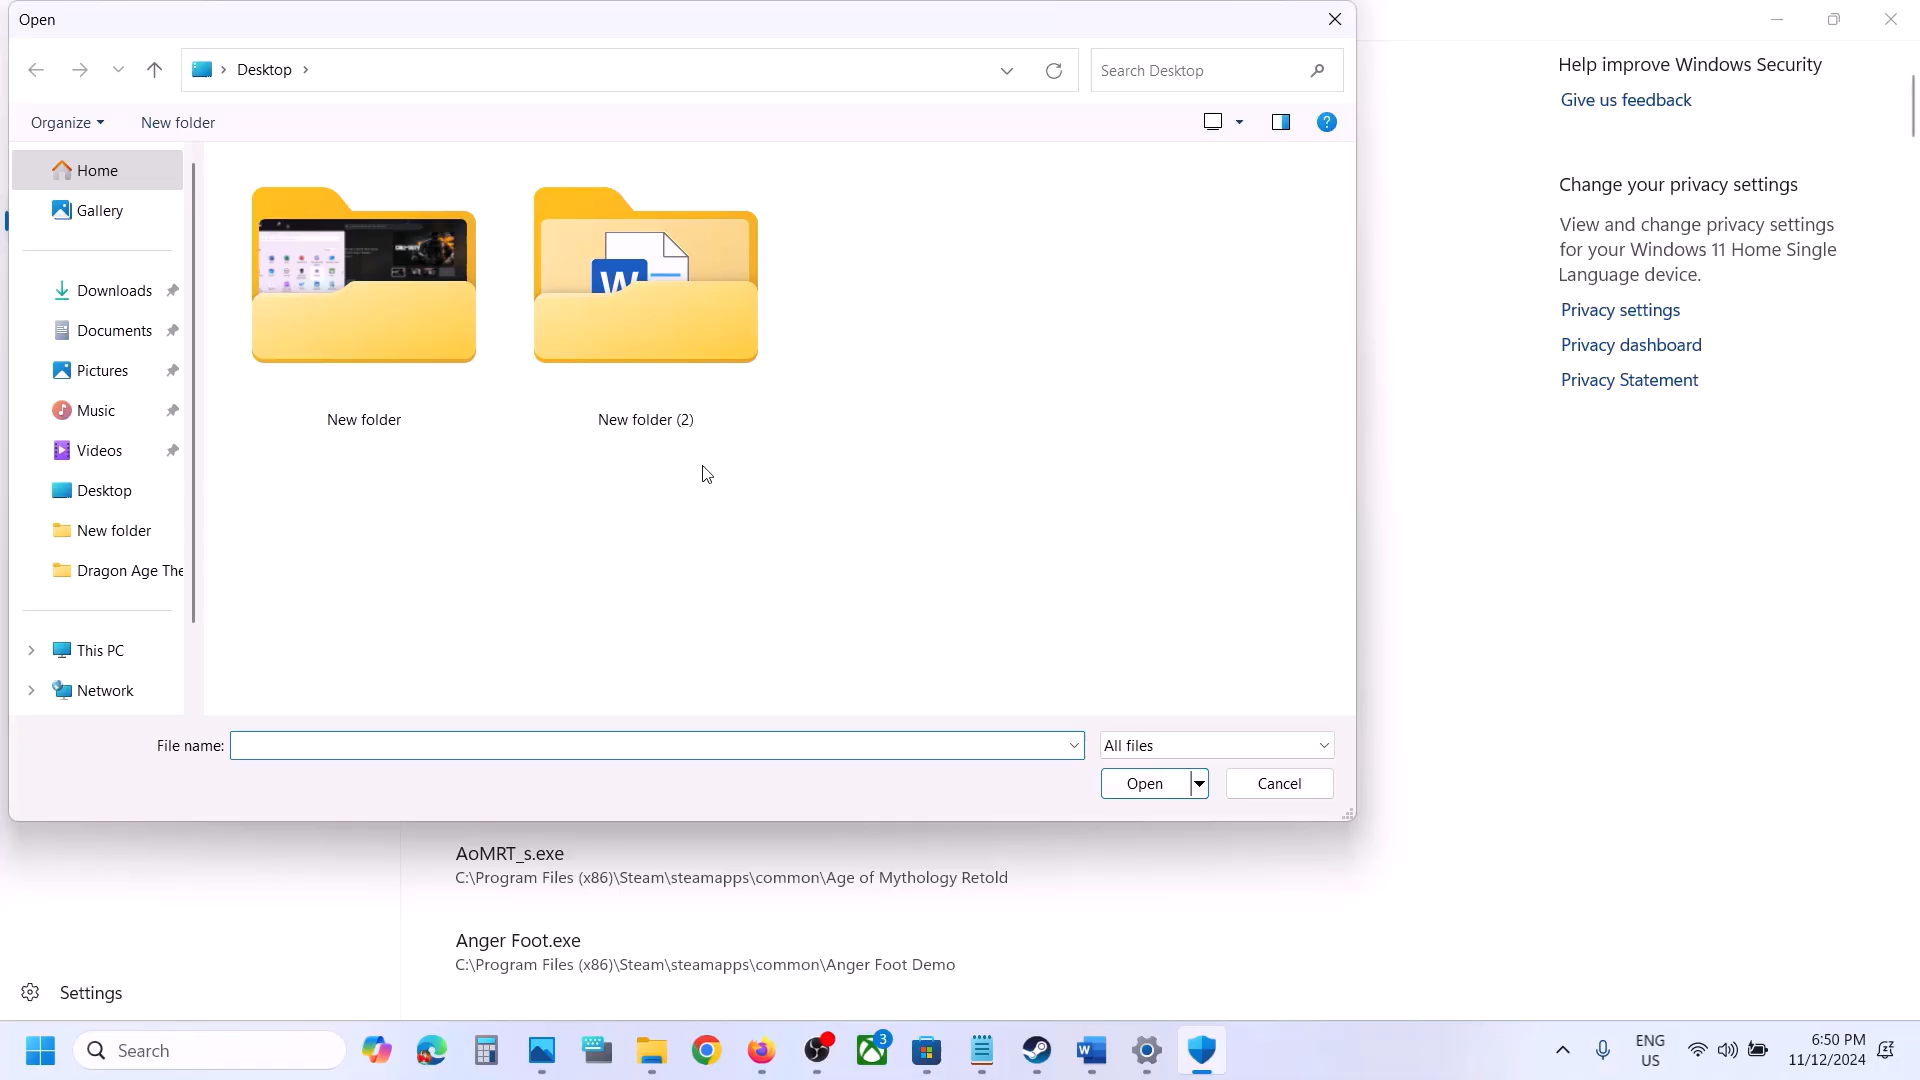 Open
Desktop
Search Desktop
Organize
New folder
Home
Gallery
Downloads
Documents
Pictures
Music
Videos
Desktop
New folder
Dragon Age The
This PC
Network
New folder
New folder (2)
File name:
All files
Open
Cancel
Help improve Windows Security
Give us feedback
Change your privacy settings
View and change privacy settings
for your Windows 11 Home Single
Language device.
Privacy settings
Privacy dashboard
Privacy Statement
AoMRT_s.exe
C:\Program Files (x86)\Steam\steamapps\common\Age of Mythology Retold
Anger Foot.exe
C:\Program Files (x86)\Steam\steamapps\common\Anger Foot Demo
Settings
Search
3
ENG
US
6:50 PM
11/12/2024